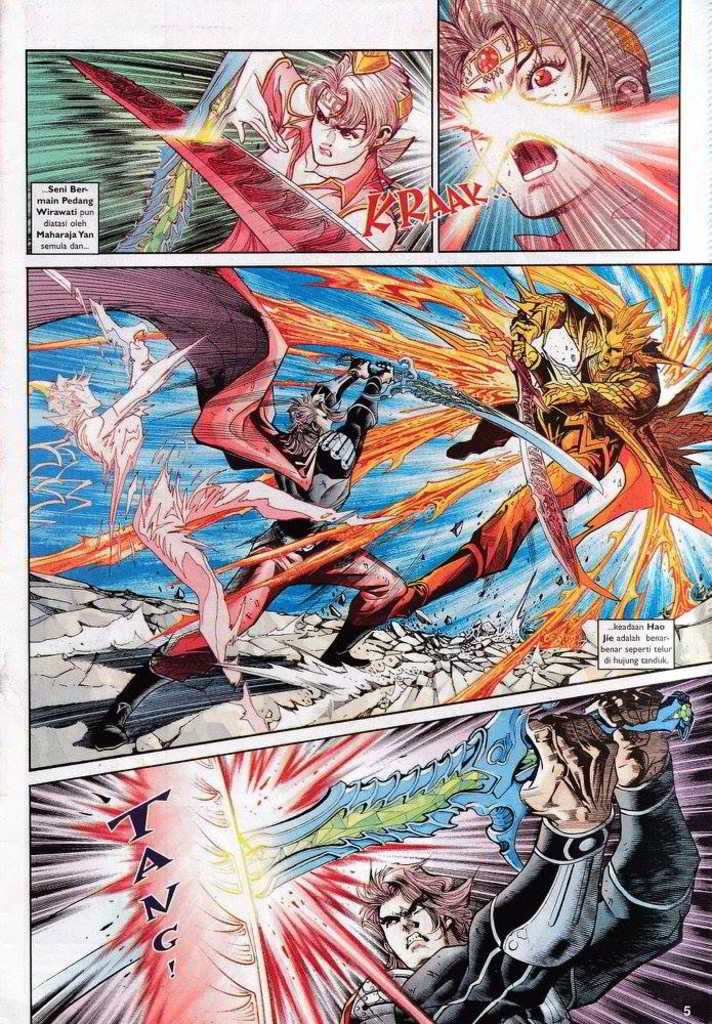 ...Seni Ber-
main Pedang
Wirawati pun
diatasi oleh
Maharaja Yan
semula dan...
KRAAK...
...keadaan Hao
Jie adalah benar-
benar seperti telur
di hujung tanduk.
TANG!
5